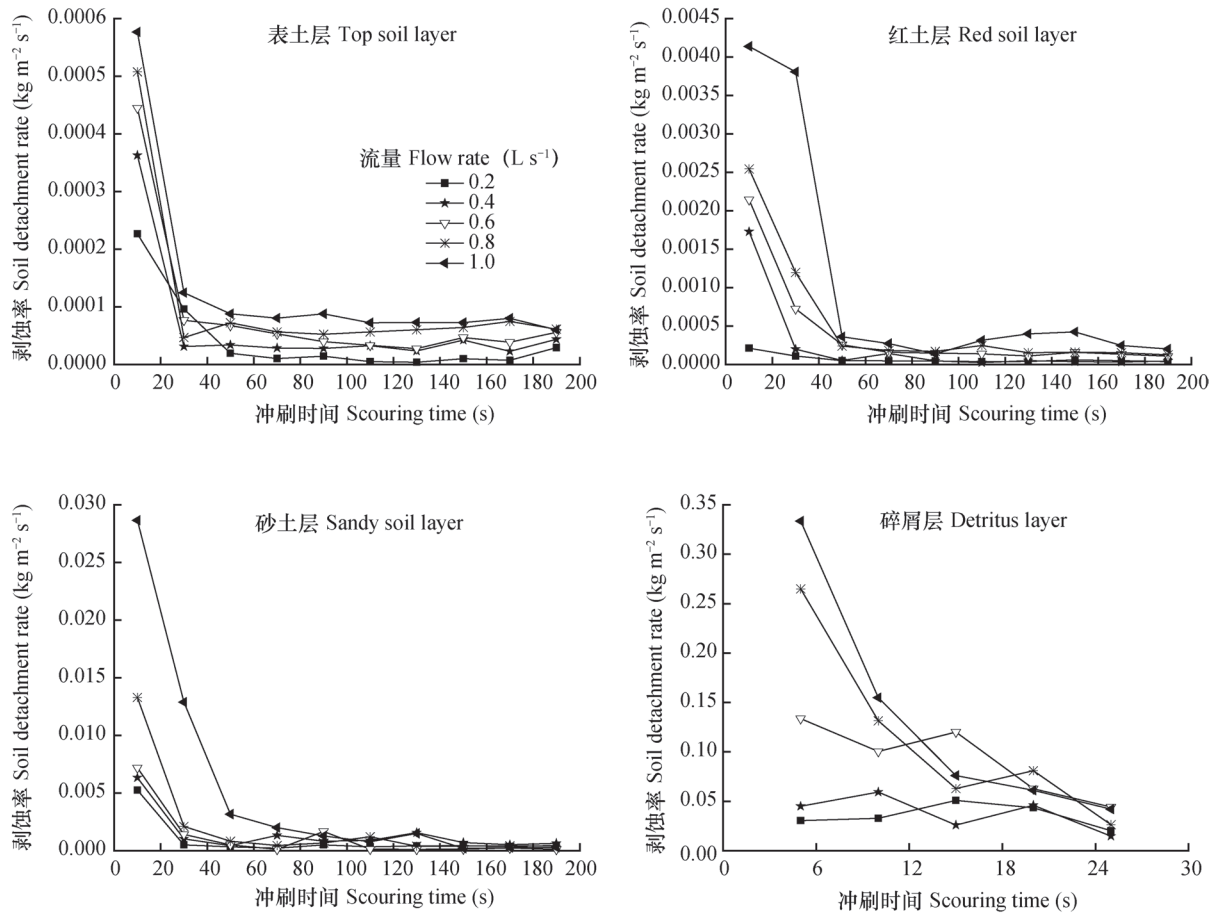 表土层 Top soil layer
剥蚀率 Soil detachment rate (kg m⁻² s⁻¹)
0.0006
0.0005
0.0004
0.0003
0.0002
0.0001
0.0000
流量 Flow rate (L s⁻¹)
0.2
0.4
0.6
0.8
1.0
0 20 40 60 80 100 120 140 160 180 200
冲刷时间 Scouring time (s)
红土层 Red soil layer
剥蚀率 Soil detachment rate (kg m⁻² s⁻¹)
0.0045
0.0040
0.0035
0.0030
0.0025
0.0020
0.0015
0.0010
0.0005
0.0000
0 20 40 60 80 100 120 140 160 180 200
冲刷时间 Scouring time (s)
砂土层 Sandy soil layer
剥蚀率 Soil detachment rate (kg m⁻² s⁻¹)
0.030
0.025
0.020
0.015
0.010
0.005
0.000
0 20 40 60 80 100 120 140 160 180 200
冲刷时间 Scouring time (s)
碎屑层 Detritus layer
剥蚀率 Soil detachment rate (kg m⁻² s⁻¹)
0.35
0.30
0.25
0.20
0.15
0.10
0.05
0.00
6 12 18 24 30
冲刷时间 Scouring time (s)